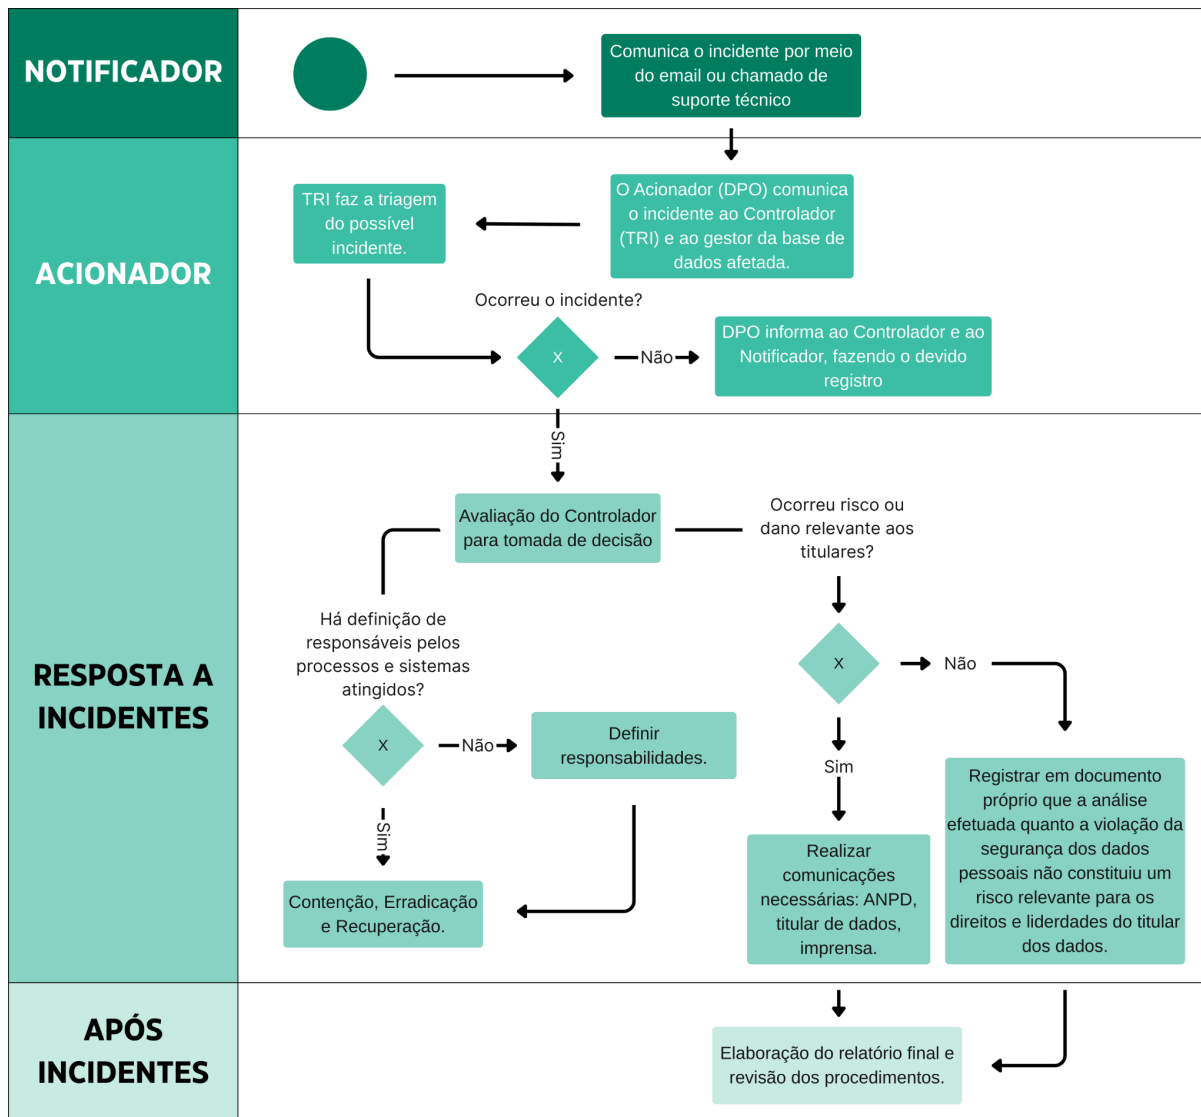 NOTIFICADOR
Comunica o incidente por meio
do email ou chamado de
suporte técnico
ACIONADOR
TRI faz a triagem
do possível
incidente.
O Acionador (DPO) comunica
o incidente ao Controlador
(TRI) e ao gestor da base de
dados afetada.
Ocorreu o incidente?
X
Não
DPO informa ao Controlador e ao
Notificador, fazendo o devido
registro
Sim
RESPOSTA A
INCIDENTES
Avaliação do Controlador
para tomada de decisão
Ocorreu risco ou
dano relevante aos
titulares?
Há definição de
responsáveis pelos
processos e sistemas
atingidos?
X
Não
X
Não
Definir
responsabilidades.
Sim
Sim
Contenção, Erradicação
e Recuperação.
Realizar
comunicações
necessárias: ANPD,
titular de dados,
imprensa.
Registrar em documento
próprio que a análise
efetuada quanto a violação da
segurança dos dados
pessoais não constituiu um
risco relevante para os
direitos e liderdades do titular
dos dados.
APÓS
INCIDENTES
Elaboração do relatório final e
revisão dos procedimentos.